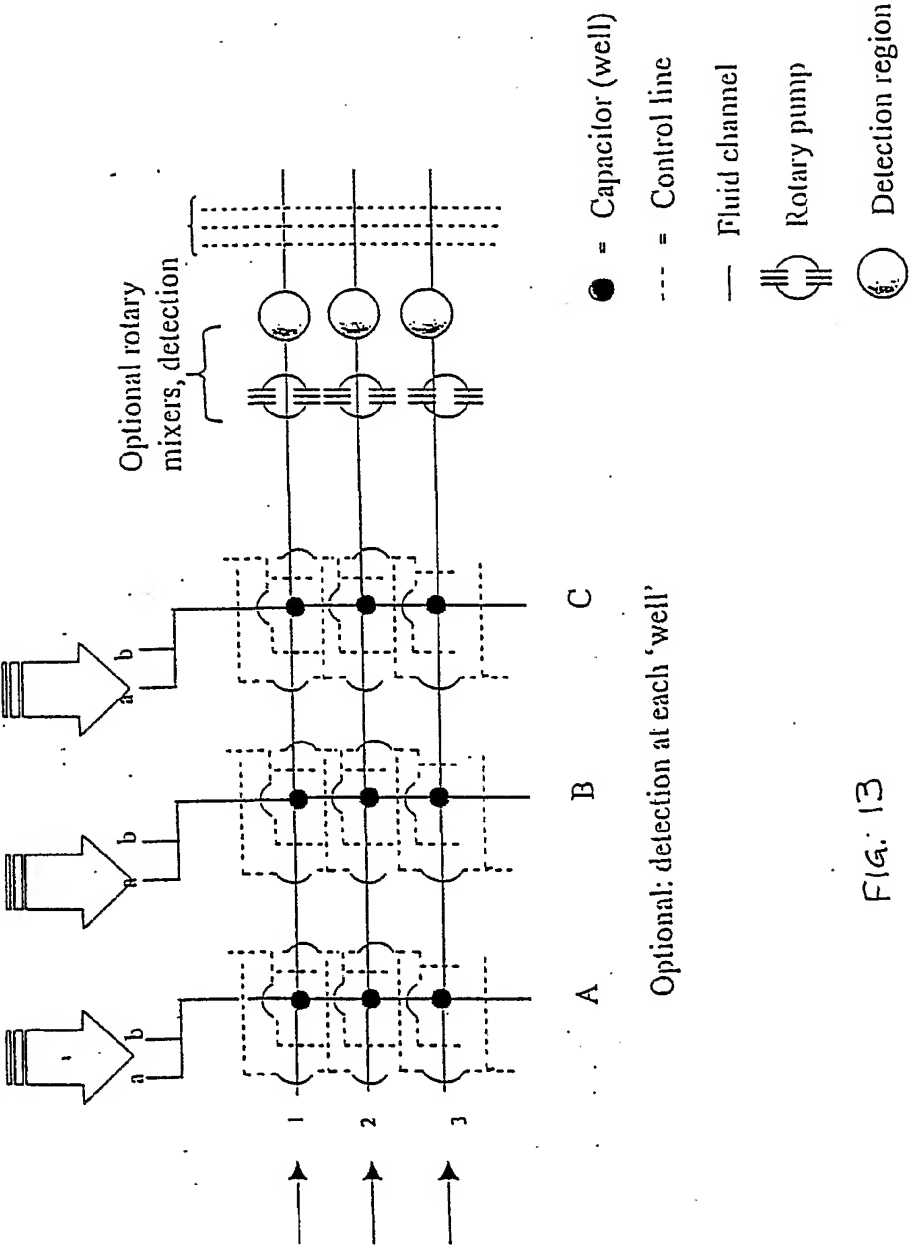 Optional rotary
mixers, detection
a b
a b
a b
1
2
3
A B C
Optional: detection at each ‘well’
= Capacitor (well)
= Control line
Fluid channel
Rotary pump
Detection region
FIG. 13